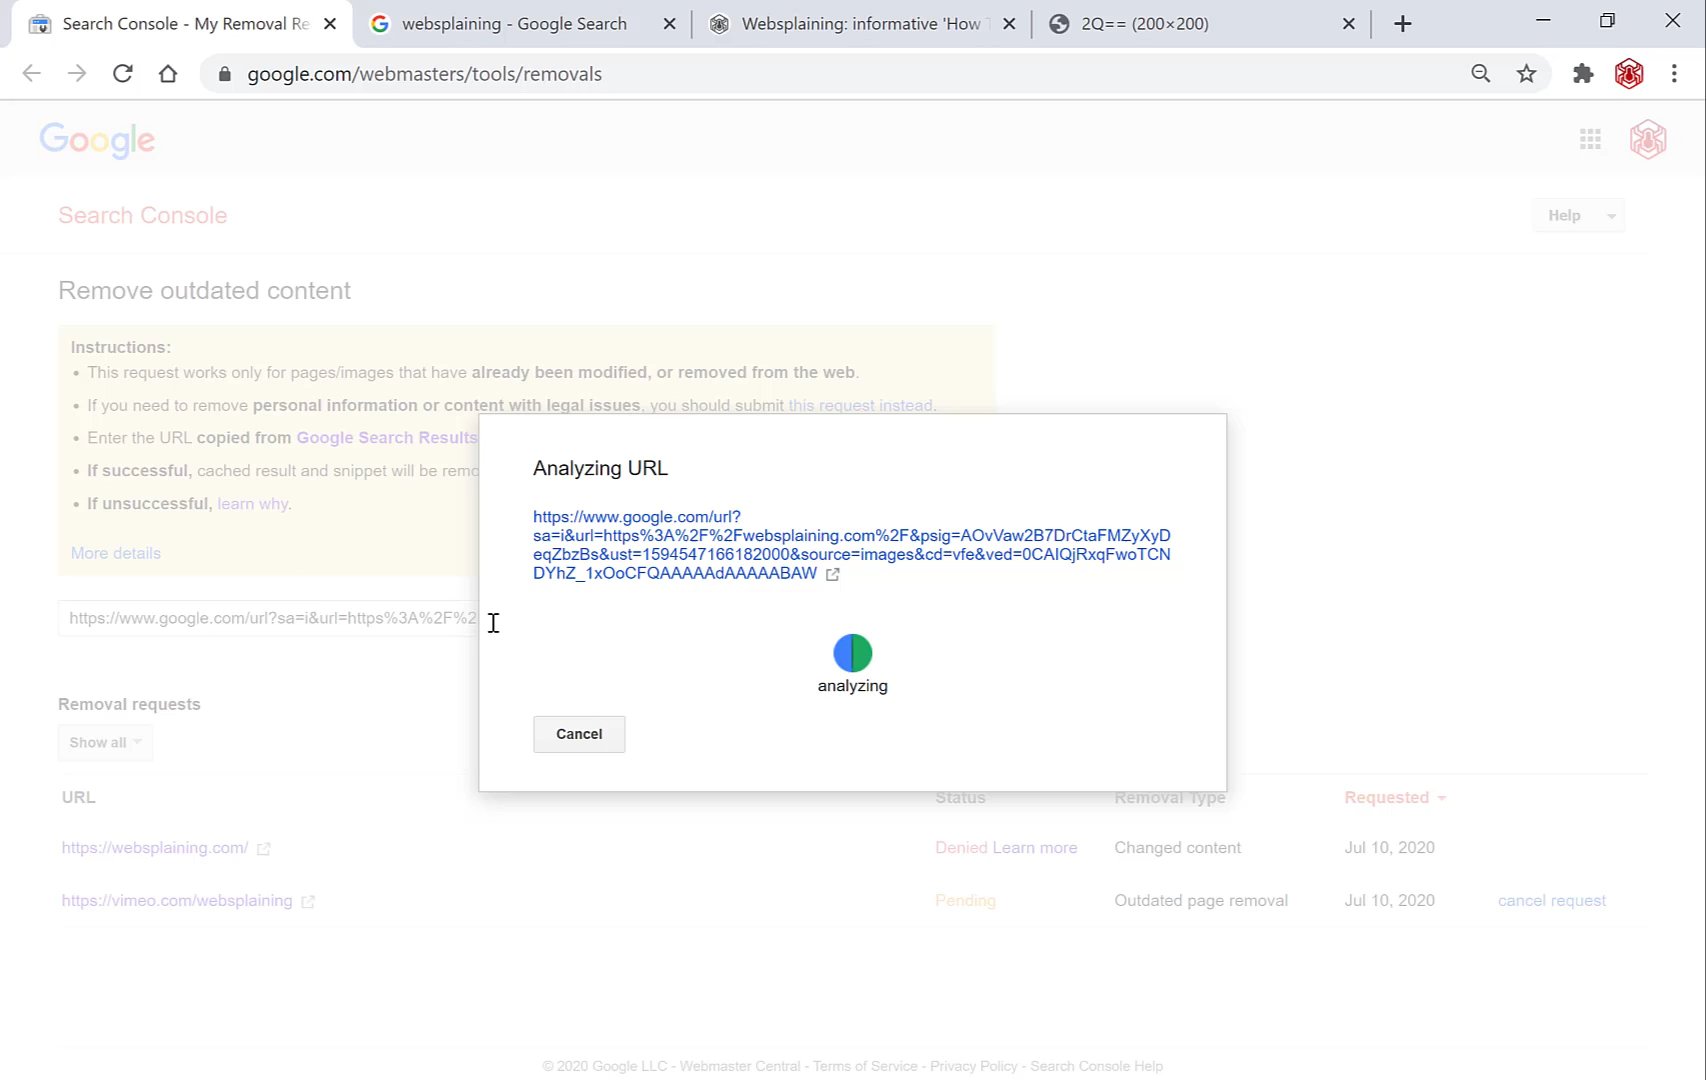 Search Console - My Removal Re
websplaining - Google Search
Websplaining: informative 'How T
2Q== (200×200)
google.com/webmasters/tools/removals
Google
Search Console
Help
Remove outdated content
Instructions:
• This request works only for pages/images that have already been modified, or removed from the web.
• If you need to remove personal information or content with legal issues, you should submit this request instead.
• Enter the URL copied from Google Search Results
• If successful, cached result and snippet will be remo
• If unsuccessful, learn why.
More details
https://www.google.com/url?sa=i&url=https%3A%2F%2
Analyzing URL
https://www.google.com/url?
sa=i&url=https%3A%2F%2Fwebsplaining.com%2F&psig=AOvVaw2B7DrCtaFMZyXyD
eqZbzBs&ust=1594547166182000&source=images&cd=vfe&ved=0CAIQjRxqFwoTCN
DYhZ_1xOoCFQAAAAAdAAAAABAW
analyzing
Cancel
Removal requests
Show all
URL Status Removal Type Requested
https://websplaining.com/ Denied Learn more Changed content Jul 10, 2020
https://vimeo.com/websplaining Pending Outdated page removal Jul 10, 2020 cancel request
© 2020 Google LLC - Webmaster Central - Terms of Service - Privacy Policy - Search Console Help